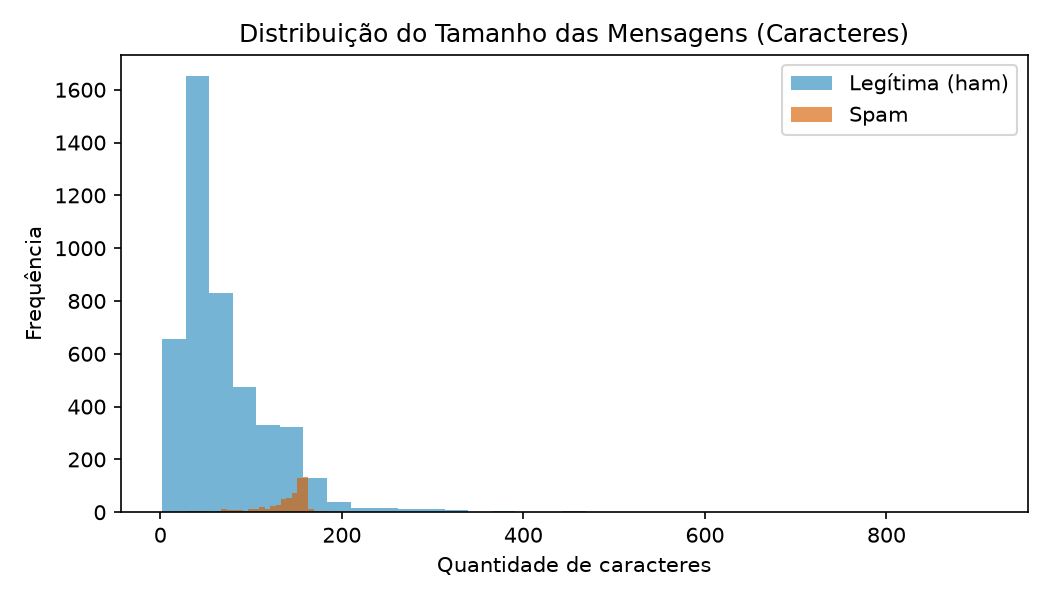 Distribuição do Tamanho das Mensagens (Caracteres)
Legítima (ham)
Spam
Frequência
1600
1400
1200
1000
800
600
400
200
0
0 200 400 600 800
Quantidade de caracteres